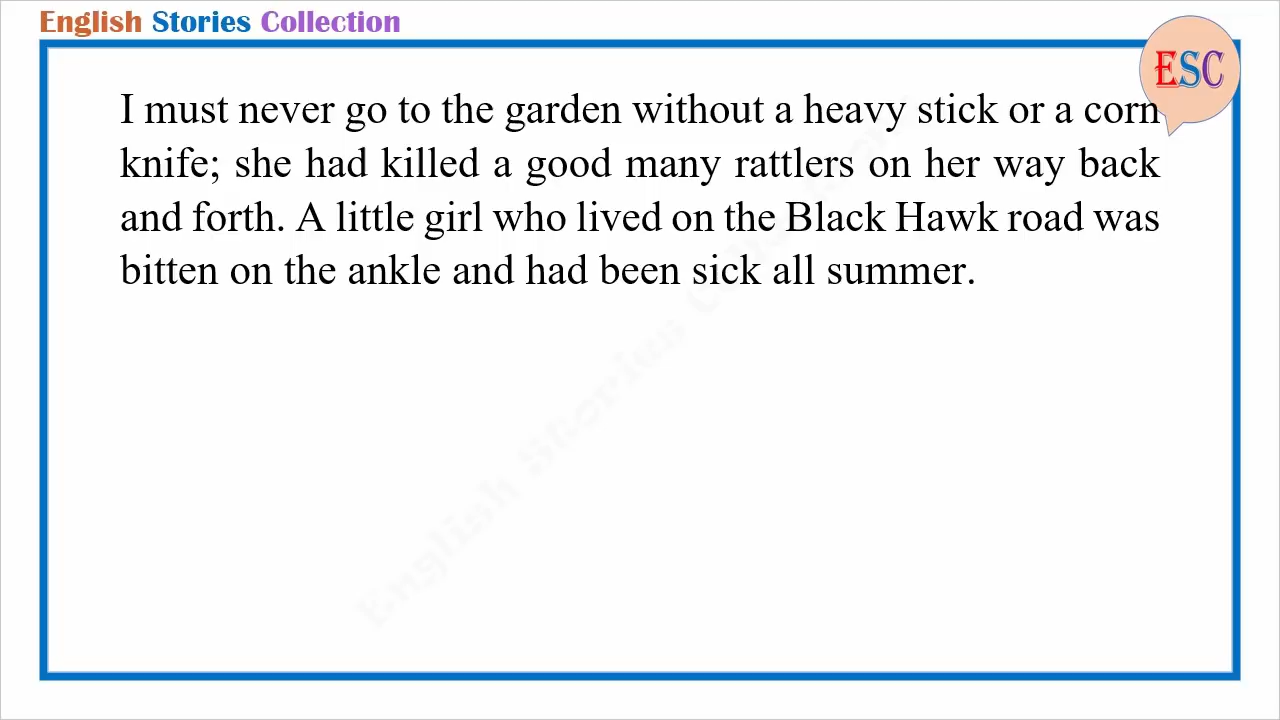 English Stories Collection
ESC
I must never go to the garden without a heavy stick or a corn
knife; she had killed a good many rattlers on her way back
and forth. A little girl who lived on the Black Hawk road was
bitten on the ankle and had been sick all summer.
English Stories